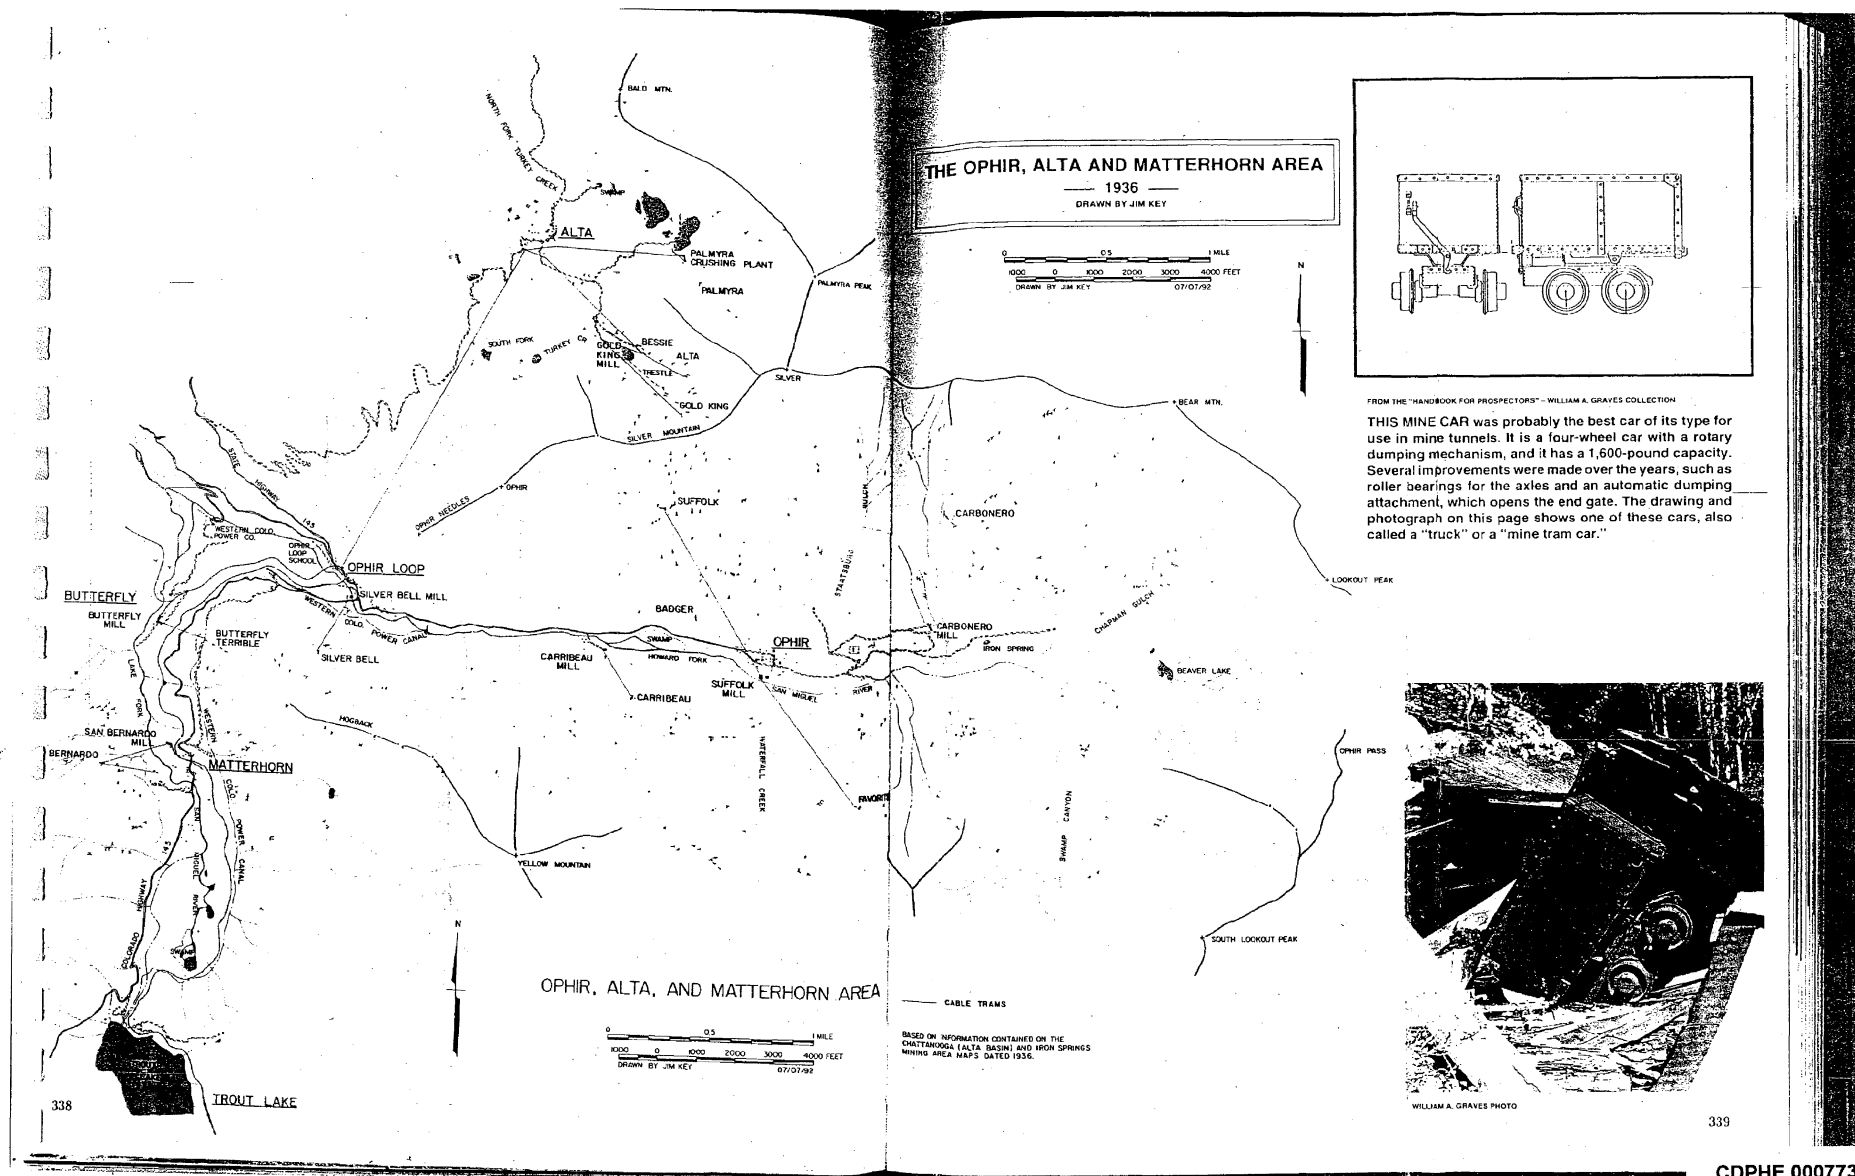 THE OPHIR, ALTA AND MATTERHORN AREA
1936
DRAWN BY JIM KEY
0 0.5 1 MILE
1000 0 1000 2000 3000 4000 FEET
DRAWN BY JIM KEY 07/07/92
N
BALD MTN.
NORTH FORK TURKEY CREEK
SWAMP
ALTA
PALMYRA
CRUSHING PLANT
PALMYRA
PALMYRA PEAK
SOUTH FORK
TURKEY CR.
GOLD
KING
MILL
BESSIE
ALTA
TRESTLE
GOLD KING
SILVER
SILVER MOUNTAIN
BEAR MTN.
STATE HIGHWAY 145
OPHIR
OPHIR NEEDLES
SUFFOLK
GULCH
CARBONERO
WESTERN COLO.
POWER CO.
OPHIR
LOOP
SCHOOL
OPHIR LOOP
SILVER BELL MILL
STAATSBURG
LOOKOUT PEAK
BUTTERFLY
BUTTERFLY
MILL
WESTERN COLO. POWER CANAL
BADGER
CHAPMAN GULCH
BUTTERFLY
TERRIBLE
SILVER BELL
SWAMP
OPHIR
CARBONERO
MILL
IRON SPRING
CARRIBEAU
MILL
HOWARD FORK
LAKE FORK
SUFFOLK
MILL
SAN MIGUEL RIVER
BEAVER LAKE
CARRIBEAU
HOGBACK
WESTERN COLO. POWER CANAL
SAN BERNARDO
MILL
BERNARDO
MATTERHORN
WATERFALL CREEK
OPHIR PASS
FAVORITE
SWAMP CANYON
SAN MIGUEL RIVER
YELLOW MOUNTAIN
COLORADO HIGHWAY 145
SWAMP
SOUTH LOOKOUT PEAK
N
OPHIR, ALTA, AND MATTERHORN AREA
0 0.5 1 MILE
1000 0 1000 2000 3000 4000 FEET
DRAWN BY JIM KEY 07/07/92
CABLE TRAMS
BASED ON INFORMATION CONTAINED ON THE
CHATTANOOGA (ALTA BASIN) AND IRON SPRINGS
MINING AREA MAPS DATED 1936.
TROUT LAKE
338
FROM THE "HANDBOOK FOR PROSPECTORS" – WILLIAM A. GRAVES COLLECTION
THIS MINE CAR was probably the best car of its type for
use in mine tunnels. It is a four-wheel car with a rotary
dumping mechanism, and it has a 1,600-pound capacity.
Several improvements were made over the years, such as
roller bearings for the axles and an automatic dumping
attachment, which opens the end gate. The drawing and
photograph on this page shows one of these cars, also
called a "truck" or a "mine tram car."
WILLIAM A. GRAVES PHOTO
339
CDPHE 000773